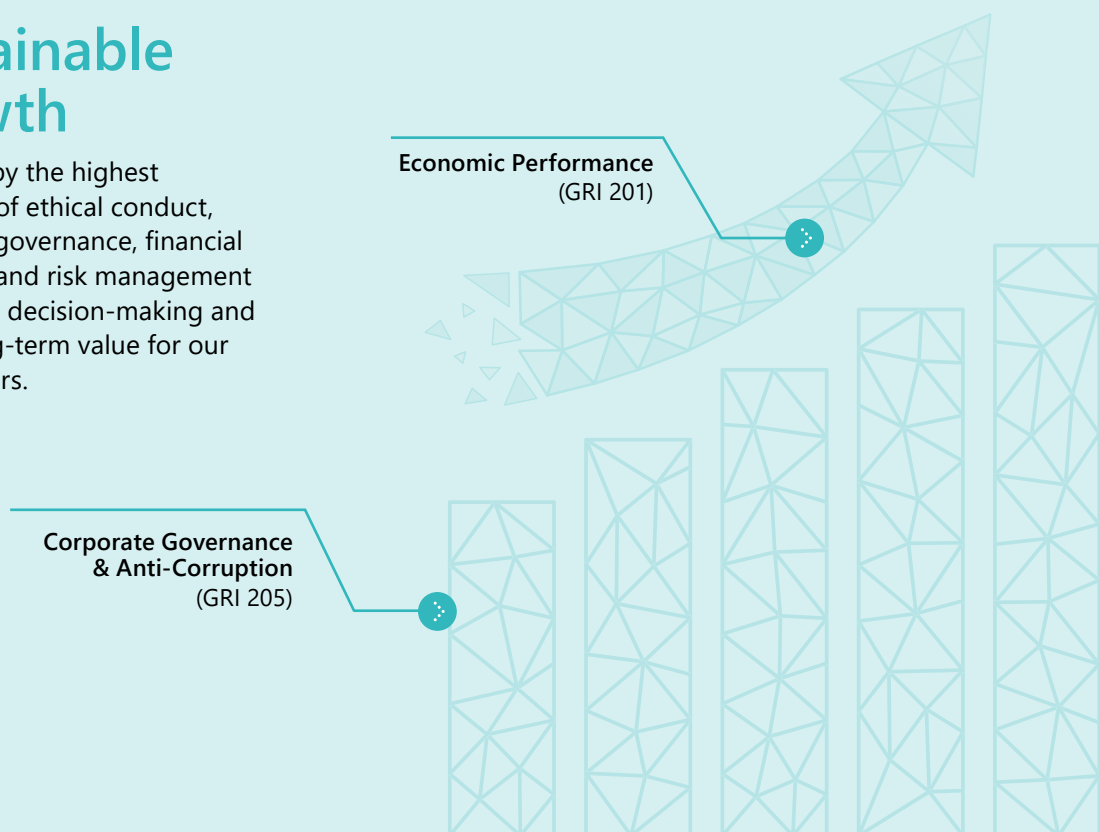 ainable
wth
by the highest
of ethical conduct,
governance, financial
and risk management
decision-making and
g-term value for our
rs.
Economic Performance
(GRI 201)
Corporate Governance
& Anti-Corruption
(GRI 205)